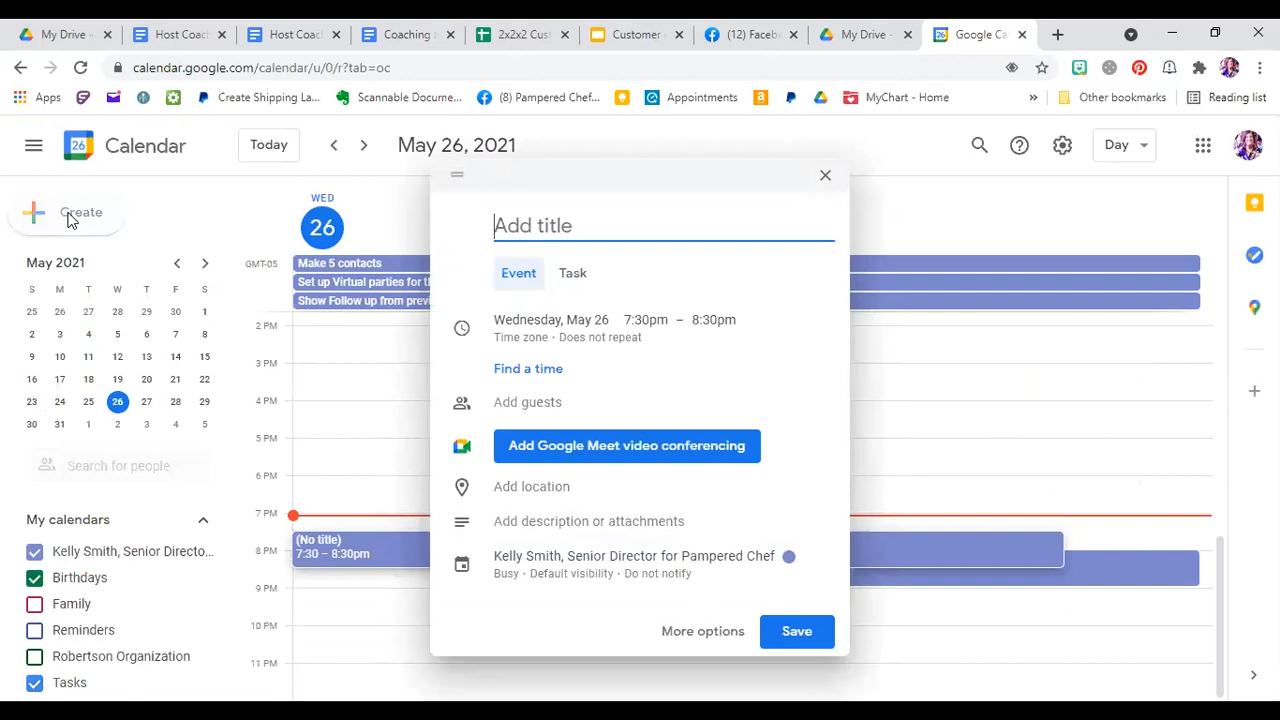 My Drive -
Host Coac
Host Coac
Coaching a
2x2x2 Cust
Customer c
(12) Faceb
My Drive -
Google Ca
calendar.google.com/calendar/u/0/r?tab=oc
Apps
Create Shipping La...
Scannable Docume...
(8) Pampered Chef...
Appointments
MyChart - Home
»
Other bookmarks
Reading list
26
Calendar
Today
May 26, 2021
Day
Create
WED
26
GMT-05
Make 5 contacts
Set up Virtual parties for th
Show Follow up from previ
May 2021
S M T W T F S
25 26 27 28 29 30 1
2 3 4 5 6 7 8
9 10 11 12 13 14 15
16 17 18 19 20 21 22
23 24 25 26 27 28 29
30 31 1 2 3 4 5
Search for people
My calendars
Kelly Smith, Senior Directo...
Birthdays
Family
Reminders
Robertson Organization
Tasks
2 PM
3 PM
4 PM
5 PM
6 PM
7 PM
8 PM
9 PM
10 PM
11 PM
(No title)
7:30 – 8:30pm
Add title
Event Task
Wednesday, May 26 7:30pm – 8:30pm
Time zone • Does not repeat
Find a time
Add guests
Add Google Meet video conferencing
Add location
Add description or attachments
Kelly Smith, Senior Director for Pampered Chef
Busy • Default visibility • Do not notify
More options
Save